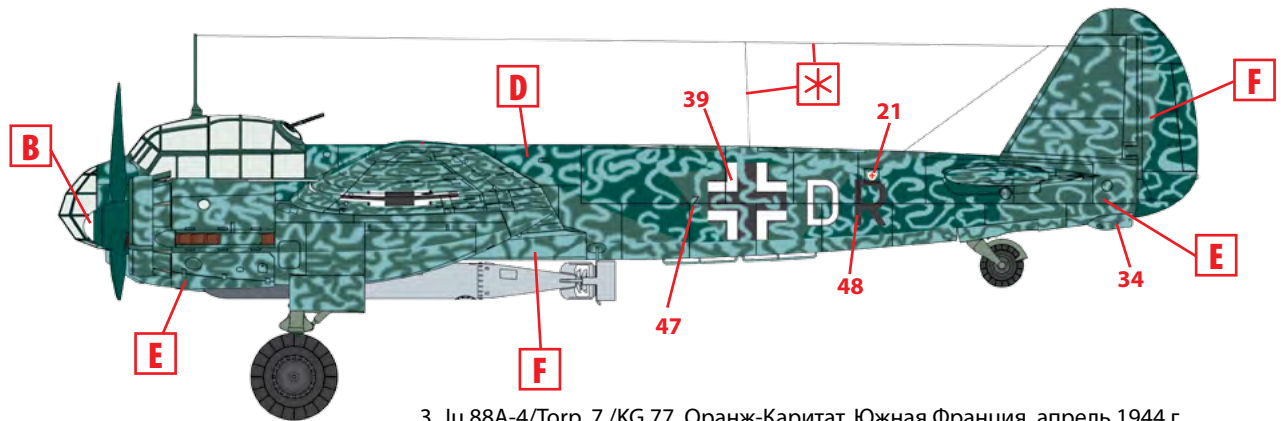 D
39
21
F
B
DR
47
48
E
34
E
F
3. Ju 88A-4/Torp, 7./KG 77, Оранж-Каритат, Южная Франция, апрель 1944 г.